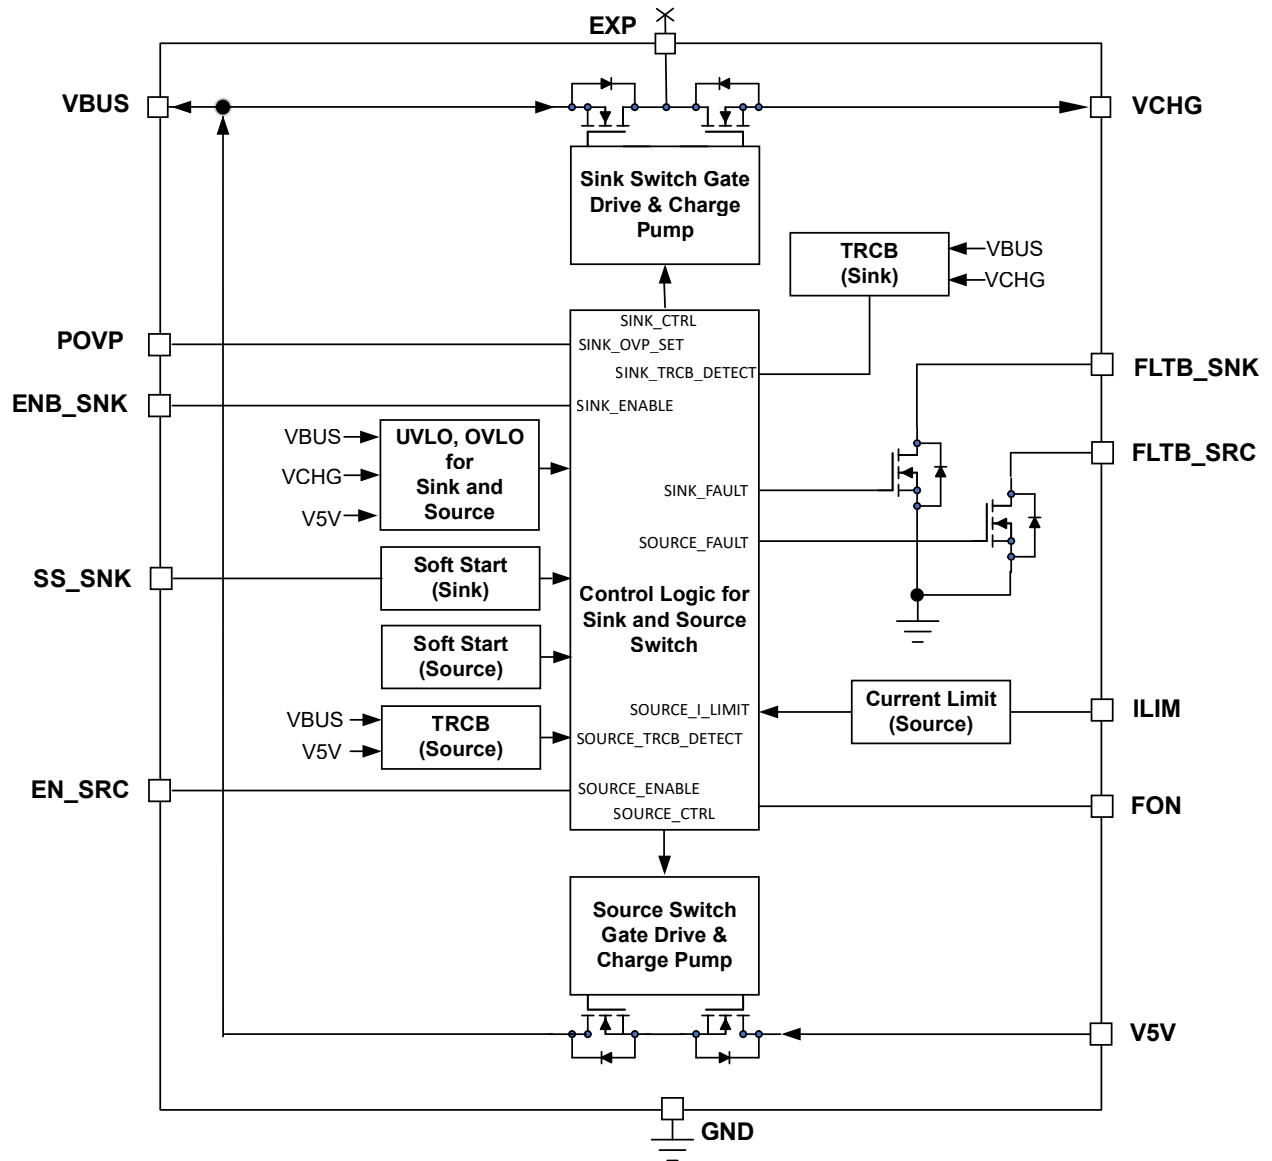 EXP
VBUS
VCHG
Sink Switch Gate
Drive & Charge
Pump
TRCB
(Sink)
VBUS
VCHG
SINK_CTRL
POVP
SINK_OVP_SET
SINK_TRCB_DETECT
FLTB_SNK
ENB_SNK
SINK_ENABLE
VBUS
VCHG
V5V
UVLO, OVLO
for
Sink and
Source
FLTB_SRC
SINK_FAULT
SOURCE_FAULT
SS_SNK
Soft Start
(Sink)
Control Logic for
Sink and Source
Switch
Soft Start
(Source)
SOURCE_I_LIMIT
Current Limit
(Source)
ILIM
VBUS
V5V
TRCB
(Source)
SOURCE_TRCB_DETECT
EN_SRC
SOURCE_ENABLE
SOURCE_CTRL
FON
Source Switch
Gate Drive &
Charge Pump
V5V
GND